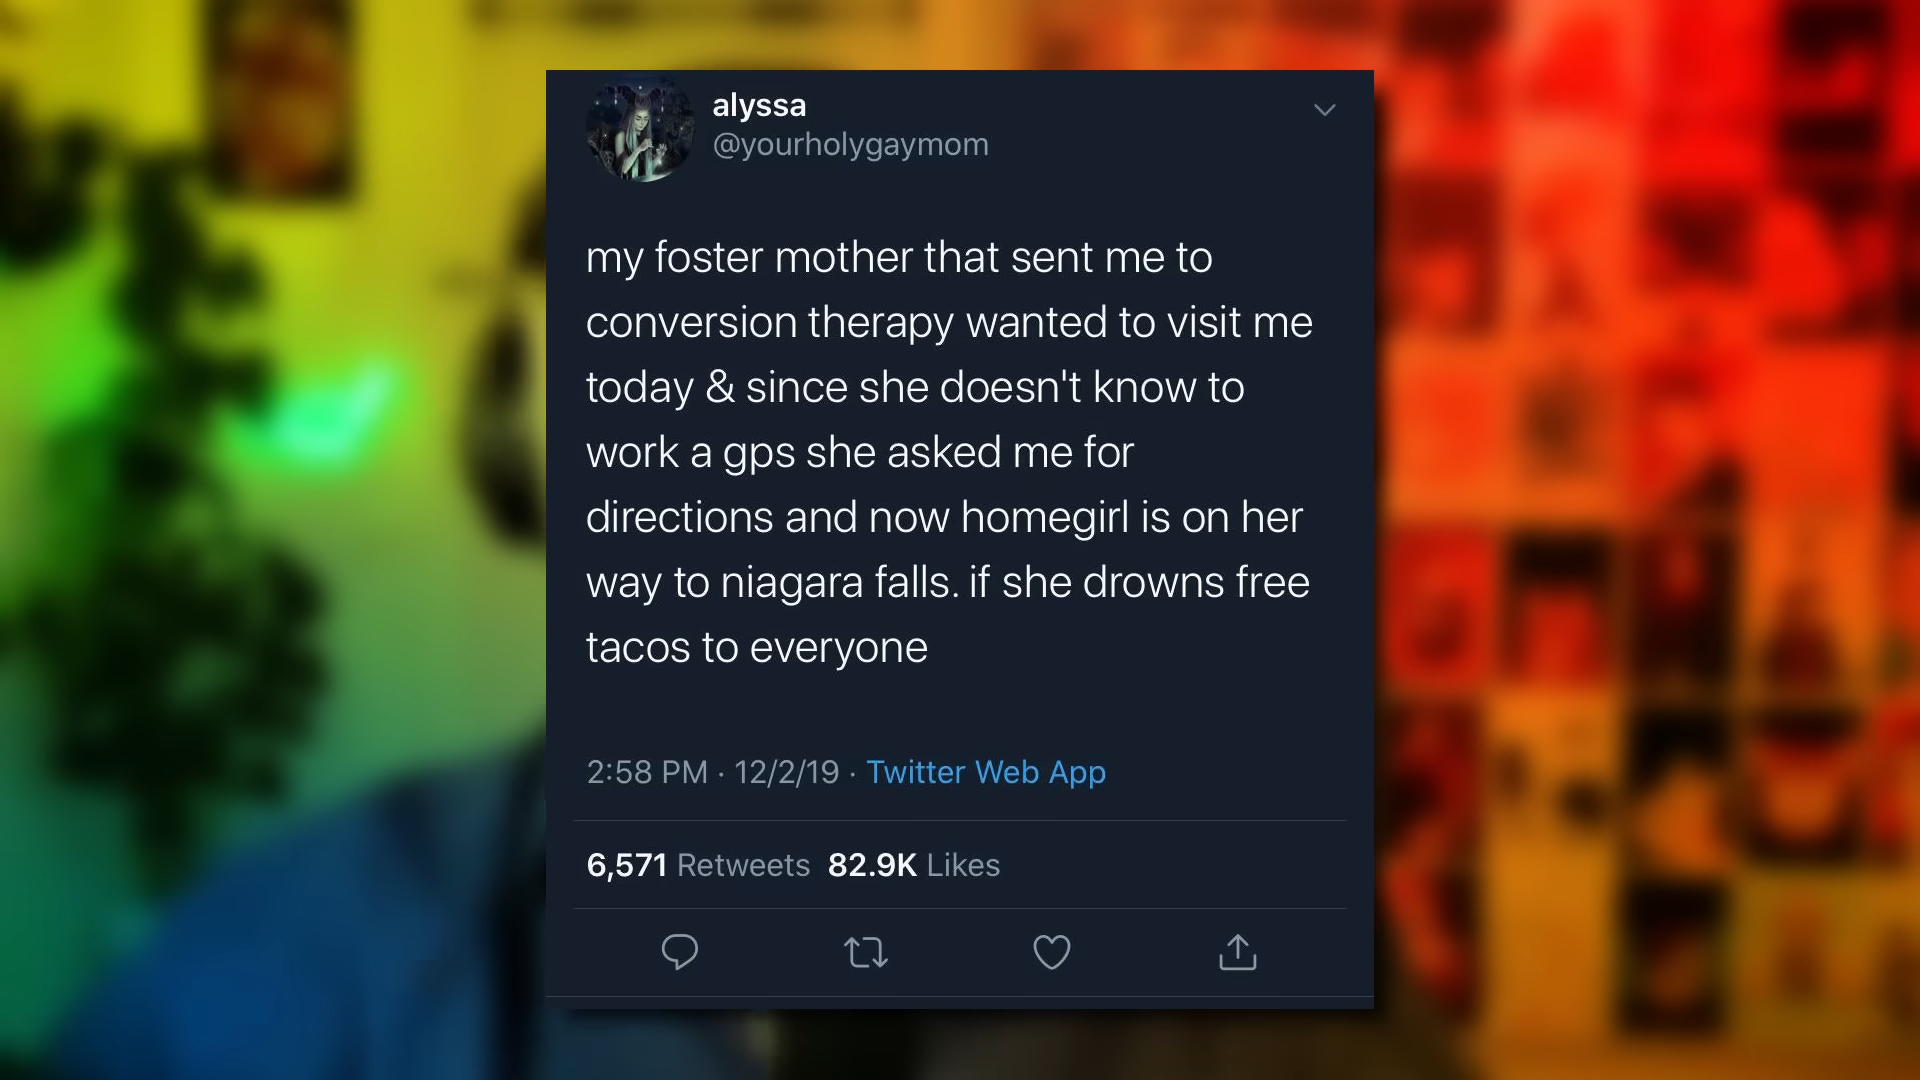 alyssa
@yourholygaymom
my foster mother that sent me to
conversion therapy wanted to visit me
today & since she doesn't know to
work a gps she asked me for
directions and now homegirl is on her
way to niagara falls. if she drowns free
tacos to everyone
2:58 PM · 12/2/19 · Twitter Web App
6,571 Retweets 82.9K Likes